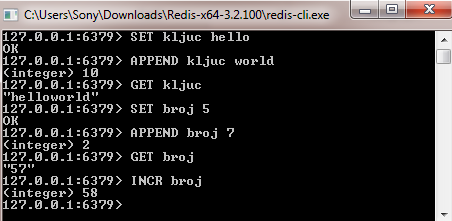 C:\Users\Sony\Downloads\Redis-x64-3.2.100\redis-cli.exe
127.0.0.1:6379> SET kljuc hello
OK
127.0.0.1:6379> APPEND kljuc world
(integer) 10
127.0.0.1:6379> GET kljuc
"helloworld"
127.0.0.1:6379> SET broj 5
OK
127.0.0.1:6379> APPEND broj 7
(integer) 2
127.0.0.1:6379> GET broj
"57"
127.0.0.1:6379> INCR broj
(integer) 58
127.0.0.1:6379>